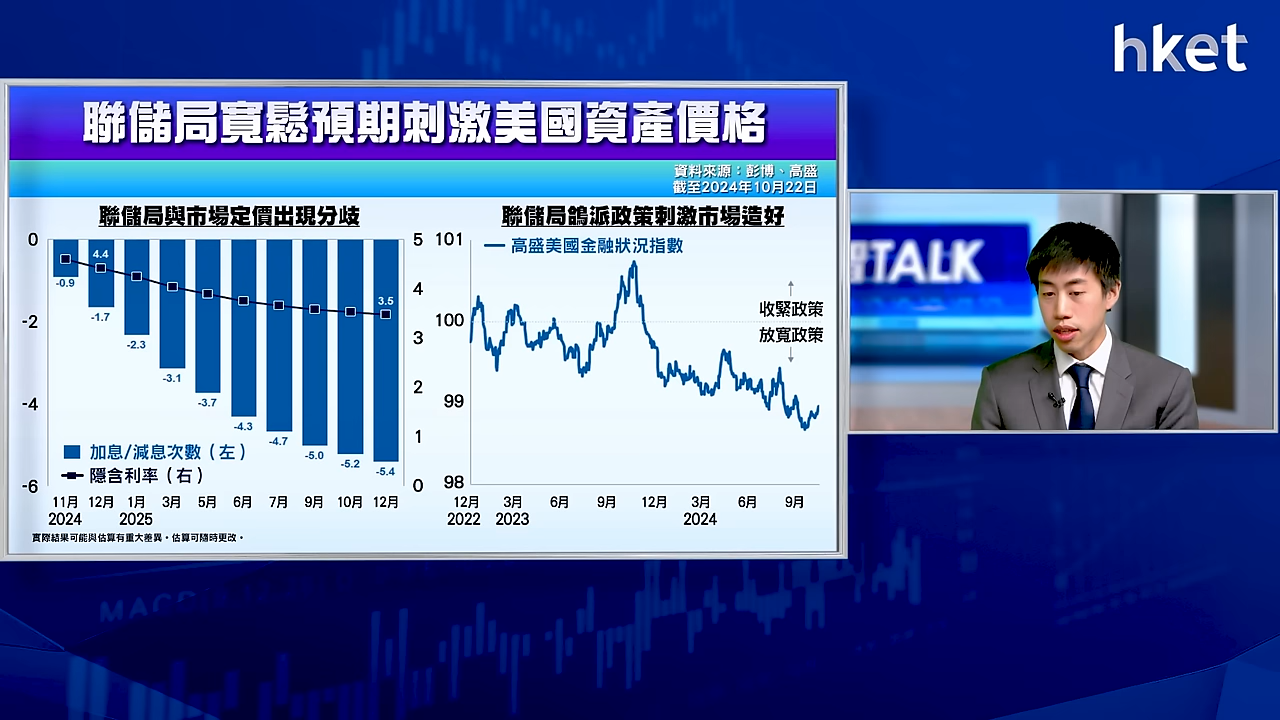 hket
聯儲局寬鬆預期刺激美國資產價格
資料來源：彭博、高盛
截至2024年10月22日
聯儲局與市場定價出現分歧
0
-2
-4
-6
5
4
3
2
1
0
4.4
3.5
-0.9
-1.7
-2.3
-3.1
-3.7
-4.3
-4.7
-5.0
-5.2
-5.4
加息/減息次數（左）
隱含利率（右）
11月 12月 1月 3月 5月 6月 7月 9月 10月 12月
2024 2025
實際結果可能與估算有重大差異。估算可隨時更改。
聯儲局鴿派政策刺激市場造好
101
100
99
98
高盛美國金融狀況指數
收緊政策
放寬政策
12月 3月 6月 9月 12月 3月 6月 9月
2022 2023 2024
TALK